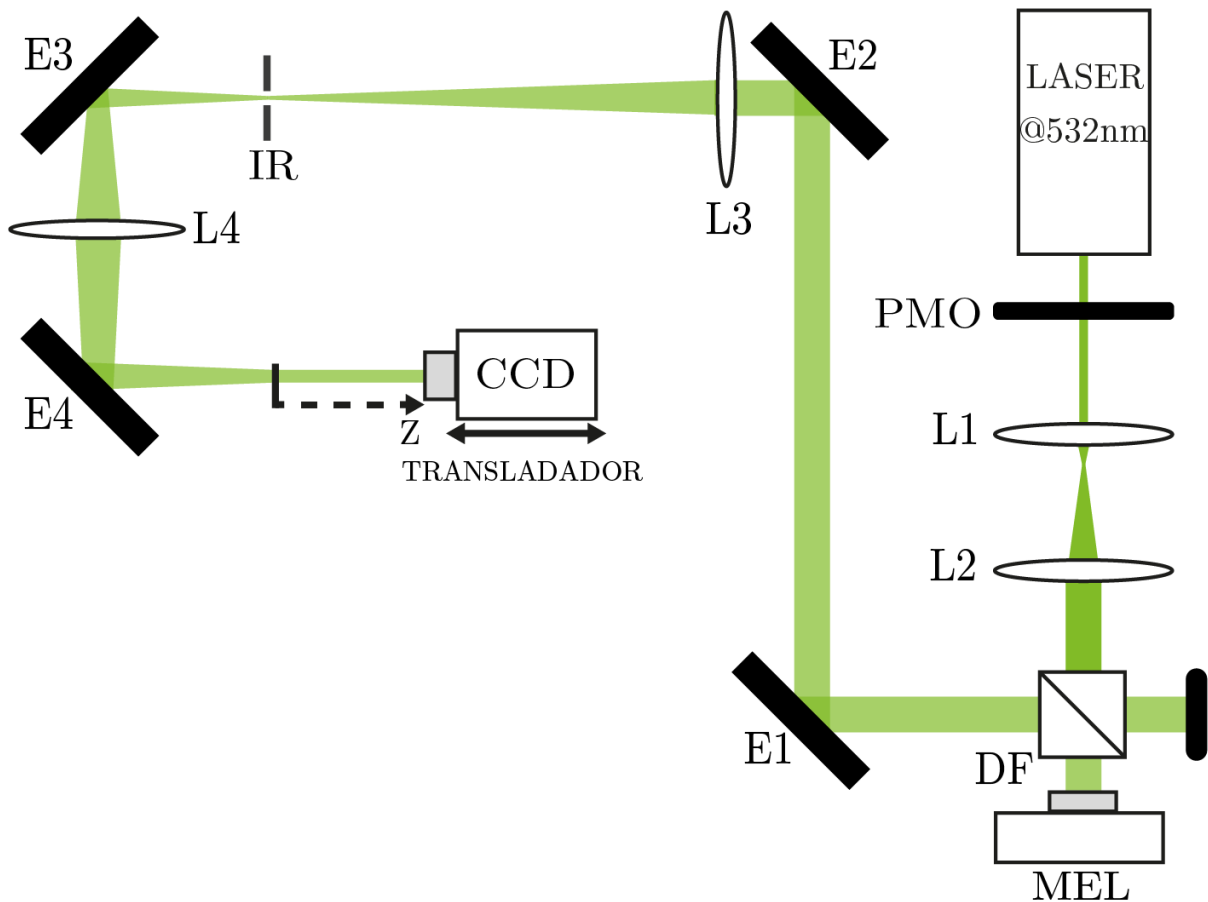 E3
E2
LASER
@532nm
IR
L4
L3
PMO
CCD
E4
Z
TRANSLADADOR
L1
L2
E1
DF
MEL